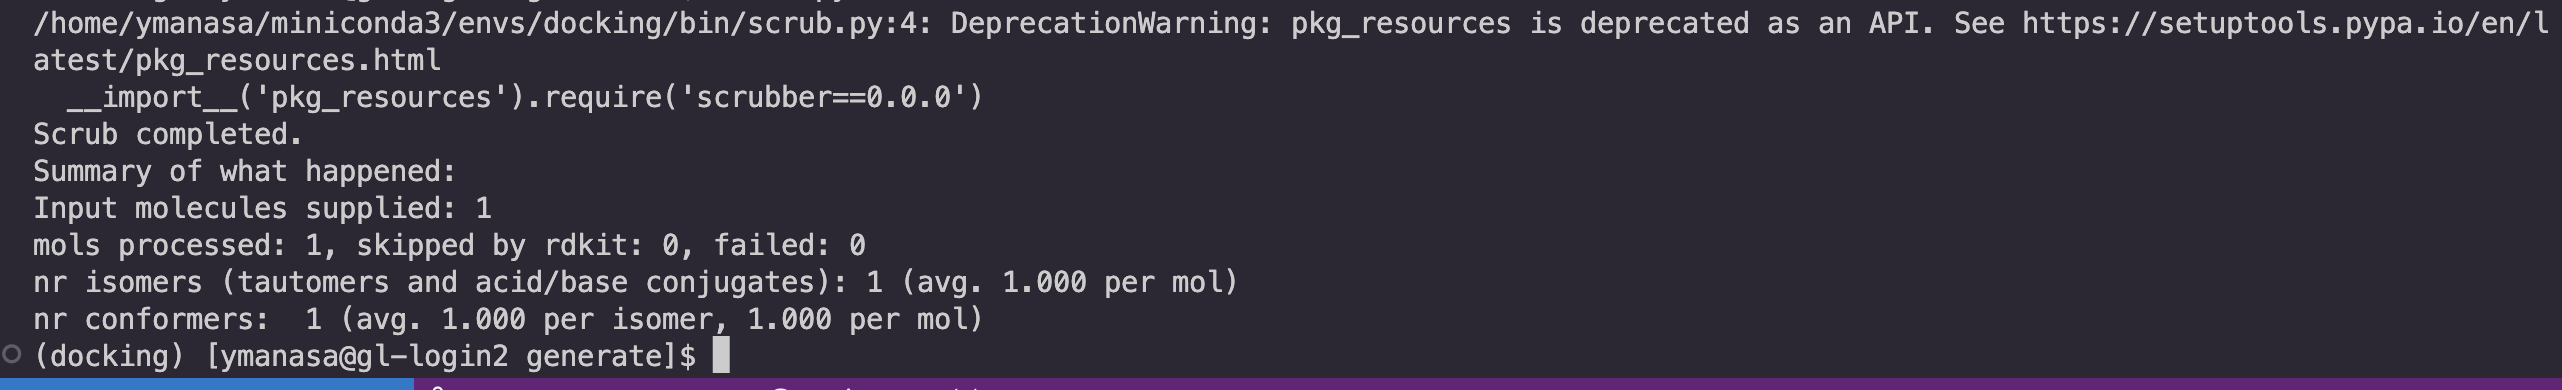 /home/ymanasa/miniconda3/envs/docking/bin/scrub.py:4: DeprecationWarning: pkg_resources is deprecated as an API. See https://setuptools.pypa.io/en/l
atest/pkg_resources.html
  __import__('pkg_resources').require('scrubber==0.0.0')
Scrub completed.
Summary of what happened:
Input molecules supplied: 1
mols processed: 1, skipped by rdkit: 0, failed: 0
nr isomers (tautomers and acid/base conjugates): 1 (avg. 1.000 per mol)
nr conformers:  1 (avg. 1.000 per isomer, 1.000 per mol)
(docking) [ymanasa@gl-login2 generate]$